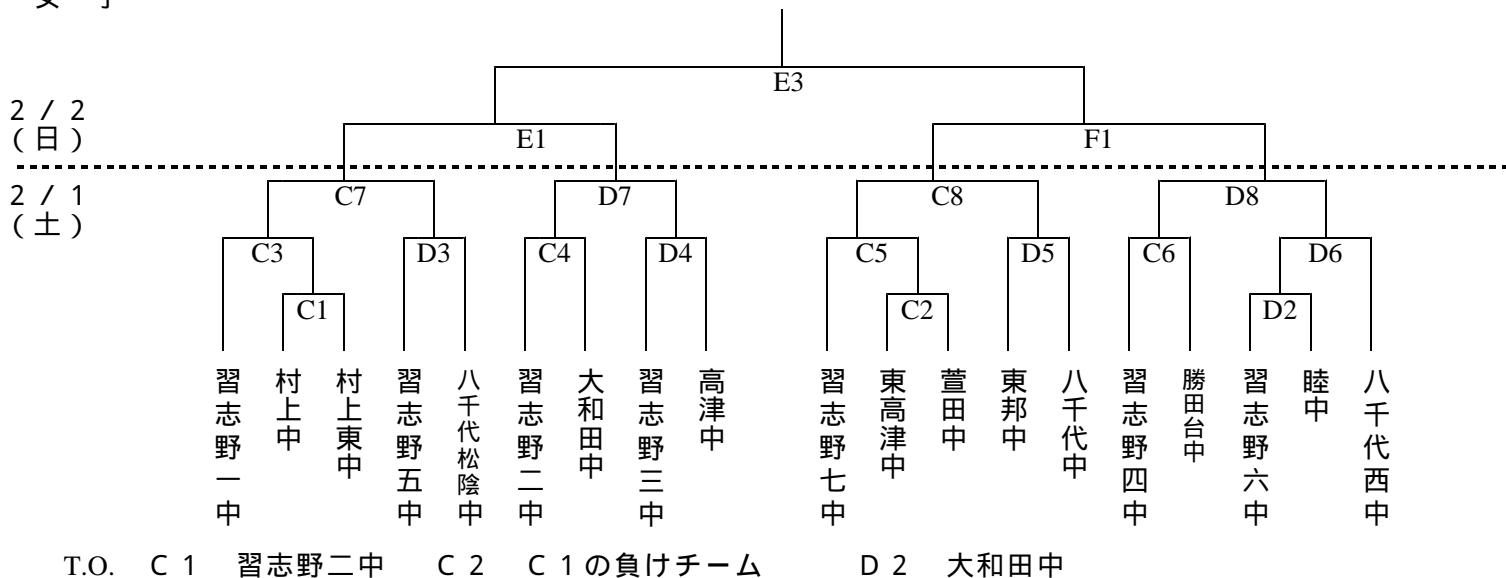 女 子
E3
2 / 2
( 日 )
E1
F1
2 / 1
( 土 )
C7
D7
C8
D8
C3
D3
C4
D4
C5
D5
C6
D6
C1
C2
D2
習志野一中
村上中
村上東中
習志野五中
八千代松陰中
習志野二中
大和田中
習志野三中
高津中
習志野七中
東高津中
萱田中
東邦中
八千代中
習志野四中
勝田台中
習志野六中
睦中
八千代西中
T.O. C 1 習志野二中 C 2 C 1 の負けチーム D 2 大和田中